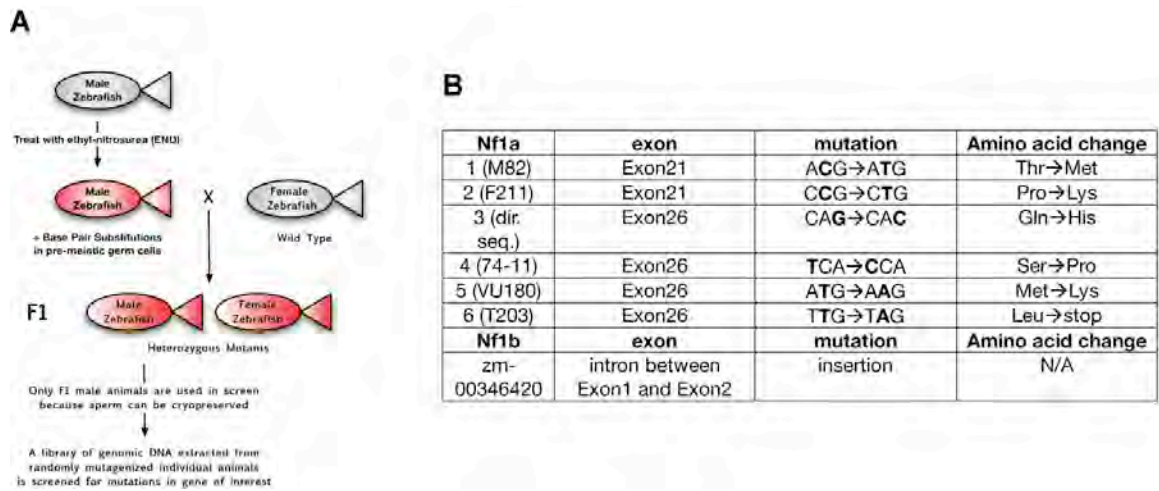 A
Male
Zebrafish
Treat with ethyl-nitrosurea (ENU)
Male
Zebrafish
X
Female
Zebrafish
+ Base Pair Substitutions
in pre-meiotic germ cells
Wild Type
F1
Male
Zebrafish
Female
Zebrafish
Heterozygous Mutants
Only F1 male animals are used in screen
because sperm can be cryopreserved
A library of genomic DNA extracted from
randomly mutagenized individual animals
is screened for mutations in gene of interest
B
Nf1a exon mutation Amino acid change
1 (M82) Exon21 ACG→ATG Thr→Met
2 (F211) Exon21 CCG→CTG Pro→Lys
3 (dir. Exon26 CAG→CAC Gln→His
seq.)
4 (74-11) Exon26 TCA→CCA Ser→Pro
5 (VU180) Exon26 ATG→AAG Met→Lys
6 (T203) Exon26 TTG→TAG Leu→stop
Nf1b exon mutation Amino acid change
zm- intron between insertion N/A
00346420 Exon1 and Exon2